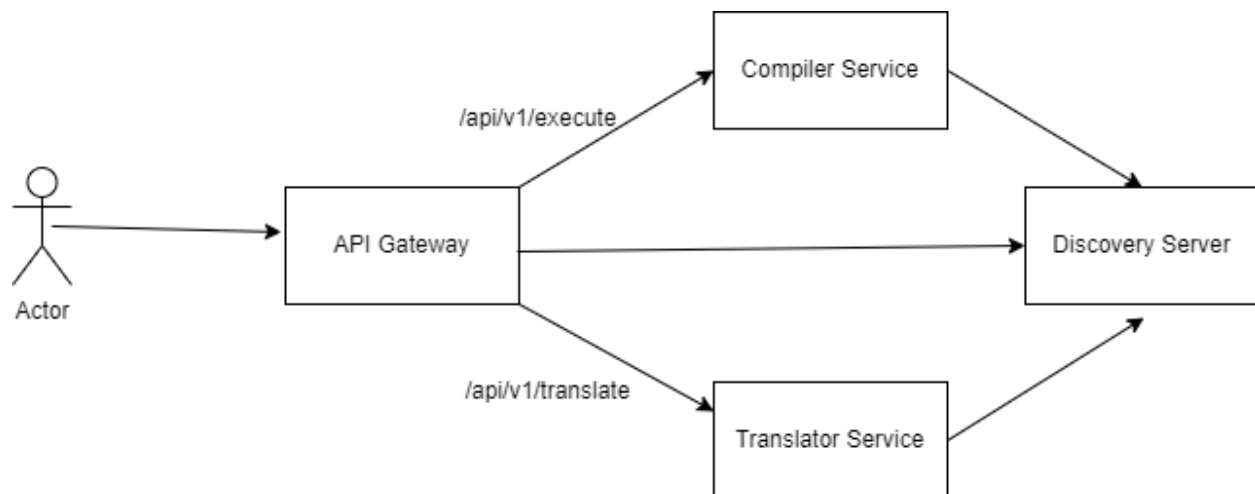 Compiler Service
/api/v1/execute
API Gateway
Discovery Server
Actor
/api/v1/translate
Translator Service